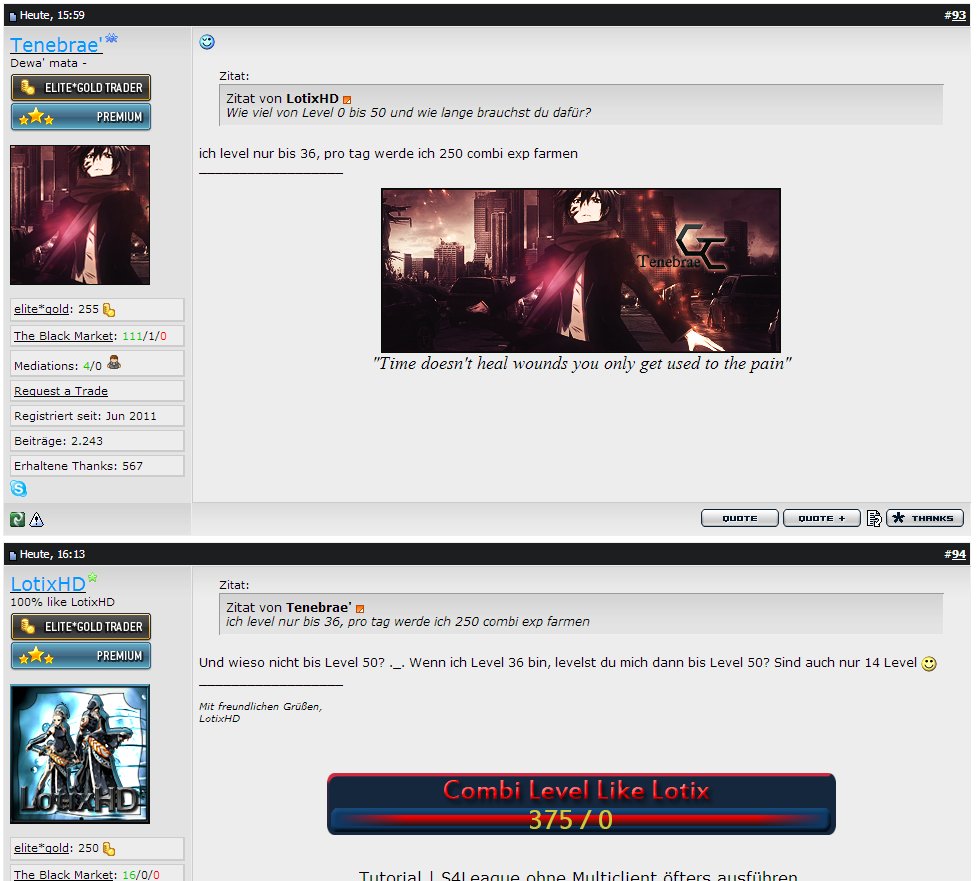 Heute, 15:59
#93
Tenebrae'
Dewa' mata -
ELITE*GOLD TRADER
PREMIUM
elite*gold: 255
The Black Market: 111/1/0
Mediations: 4/0
Request a Trade
Registriert seit: Jun 2011
Beiträge: 2.243
Erhaltene Thanks: 567
Zitat:
Zitat von LotixHD
Wie viel von Level 0 bis 50 und wie lange brauchst du dafür?
ich level nur bis 36, pro tag werde ich 250 combi exp farmen
__________________
Tenebrae
GC
"Time doesn't heal wounds you only get used to the pain"
QUOTE
QUOTE +
THANKS
Heute, 16:13
#94
LotixHD
100% like LotixHD
ELITE*GOLD TRADER
PREMIUM
LotixHD
elite*gold: 250
The Black Market: 16/0/0
Zitat:
Zitat von Tenebrae'
ich level nur bis 36, pro tag werde ich 250 combi exp farmen
Und wieso nicht bis Level 50? ._. Wenn ich Level 36 bin, levelst du mich dann bis Level 50? Sind auch nur 14 Level
__________________
Mit freundlichen Grüßen,
LotixHD
Combi Level Like Lotix
375 / 0
Tutorial | S4League ohne Multiclient öfters ausführen